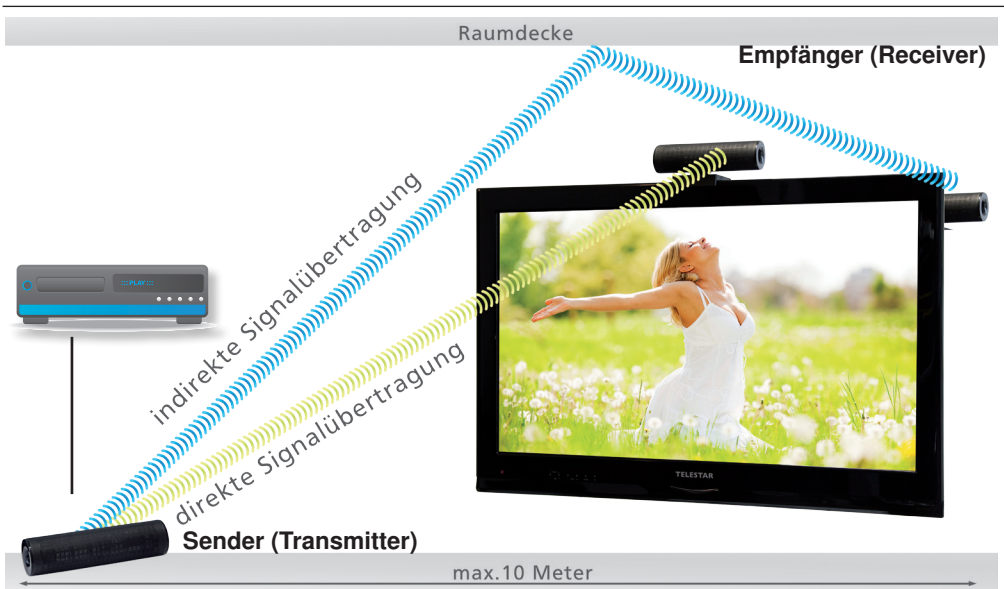 Raumdecke
Empfänger (Receiver)
indirekte Signalübertragung
::: PLAY :::
direkte Signalübertragung
TELESTAR
Sender (Transmitter)
max.10 Meter